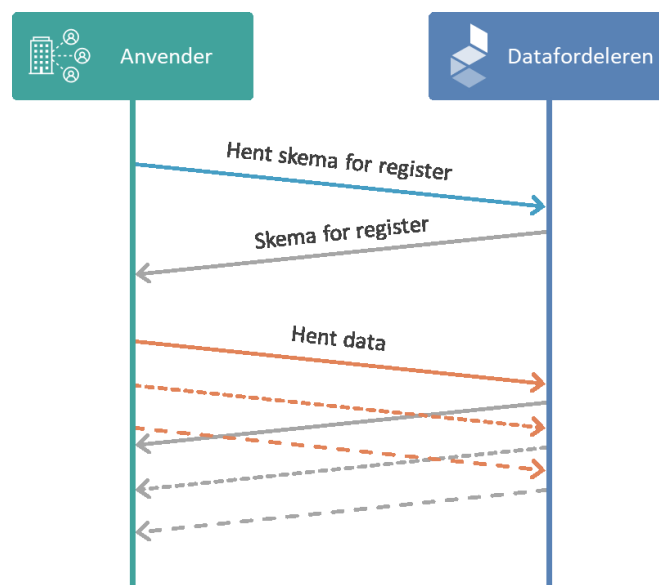 Anvender
Datafordeleren
Hent skema for register
Skema for register
Hent data